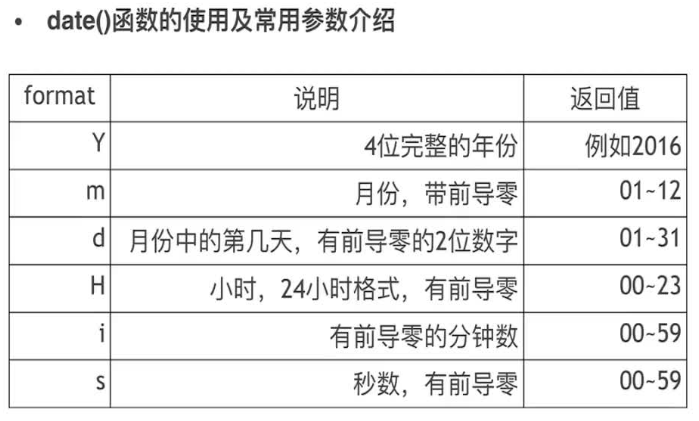 • date()函数的使用及常用参数介绍
format 说明 返回值
Y 4位完整的年份 例如2016
m 月份，带前导零 01~12
d 月份中的第几天，有前导零的2位数字 01~31
H 小时，24小时格式，有前导零 00~23
i 有前导零的分钟数 00~59
s 秒数，有前导零 00~59